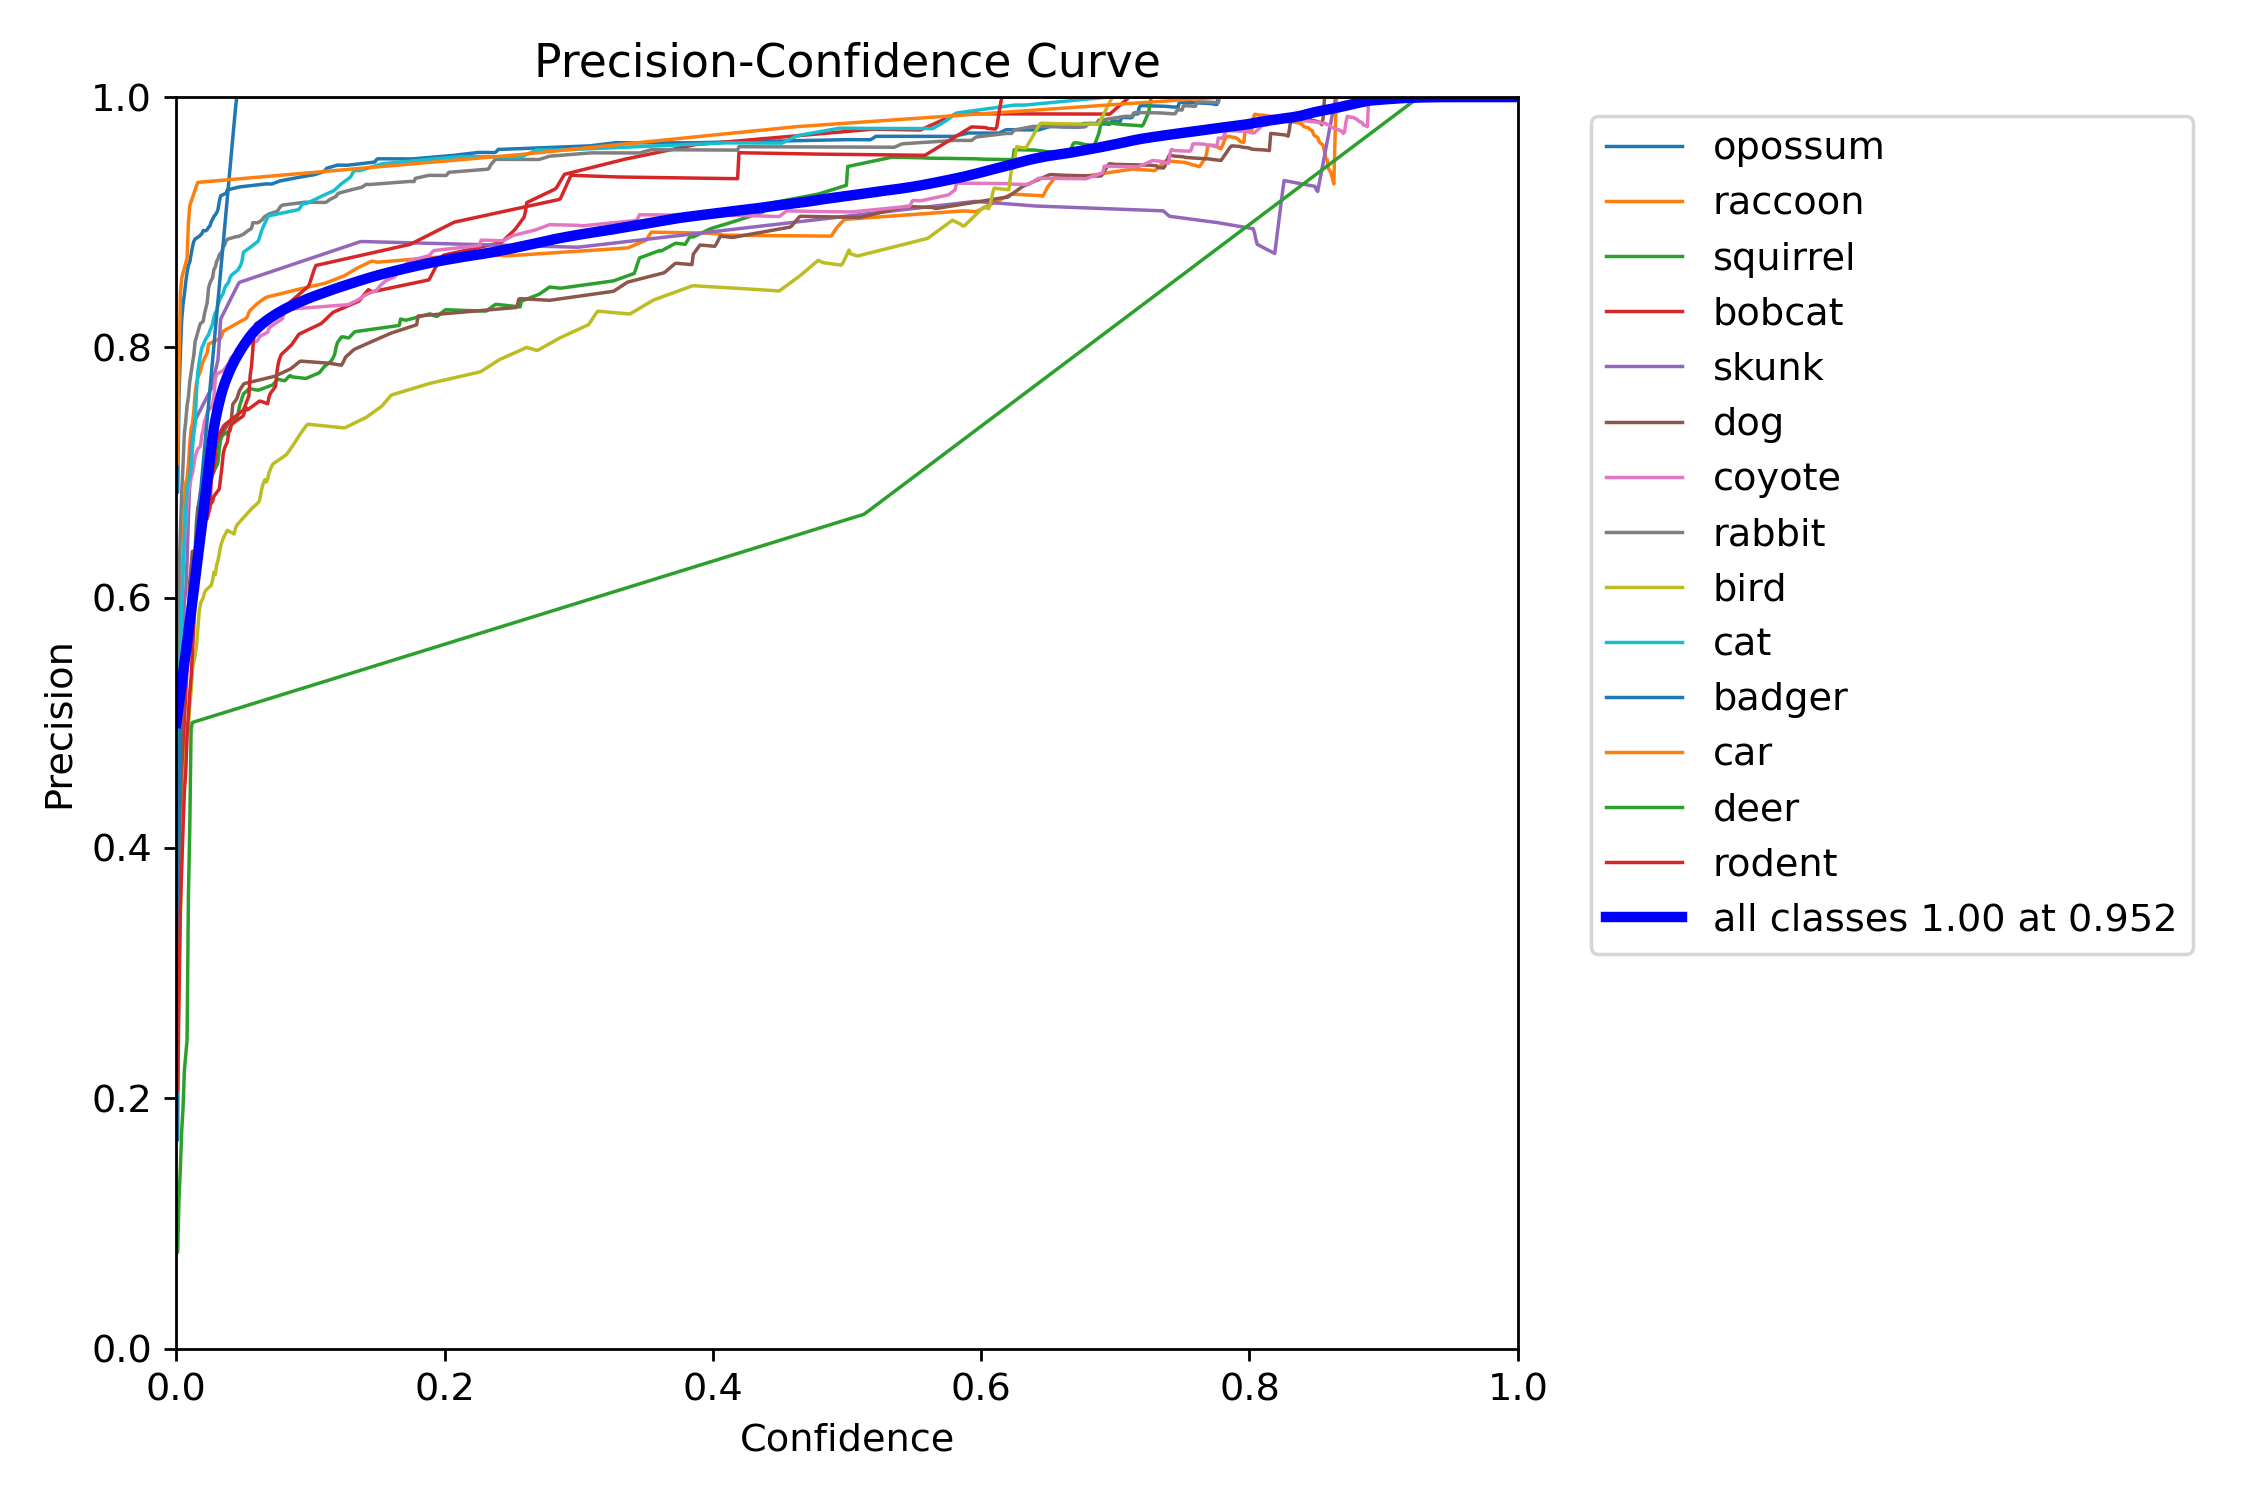 Precision-Confidence Curve
1.0
0.8
0.6
0.4
0.2
0.0
Precision
0.0 0.2 0.4 0.6 0.8 1.0
Confidence
opossum
raccoon
squirrel
bobcat
skunk
dog
coyote
rabbit
bird
cat
badger
car
deer
rodent
all classes 1.00 at 0.952